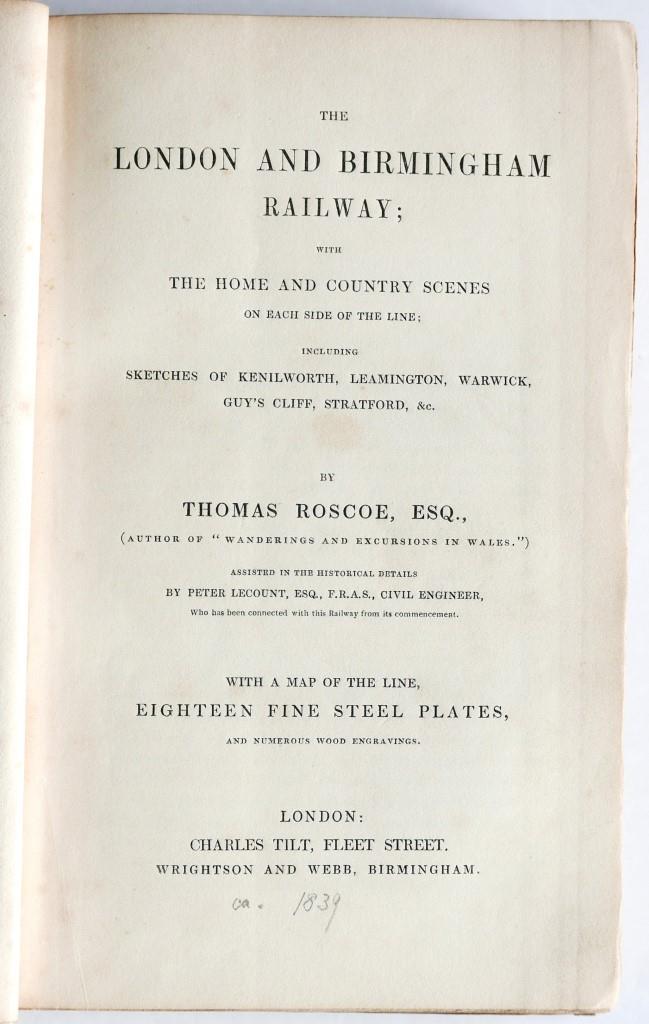 THE
LONDON AND BIRMINGHAM
RAILWAY;
WITH
THE HOME AND COUNTRY SCENES
ON EACH SIDE OF THE LINE;
INCLUDING
SKETCHES OF KENILWORTH, LEAMINGTON, WARWICK,
GUY'S CLIFF, STRATFORD, &c.
BY
THOMAS ROSCOE, ESQ.,
(AUTHOR OF "WANDERINGS AND EXCURSIONS IN WALES.")
ASSISTED IN THE HISTORICAL DETAILS
BY PETER LECOUNT, ESQ., F.R.A.S., CIVIL ENGINEER,
Who has been connected with this Railway from its commencement.
WITH A MAP OF THE LINE,
EIGHTEEN FINE STEEL PLATES,
AND NUMEROUS WOOD ENGRAVINGS.
LONDON:
CHARLES TILT, FLEET STREET.
WRIGHTSON AND WEBB, BIRMINGHAM.
ca. 1839